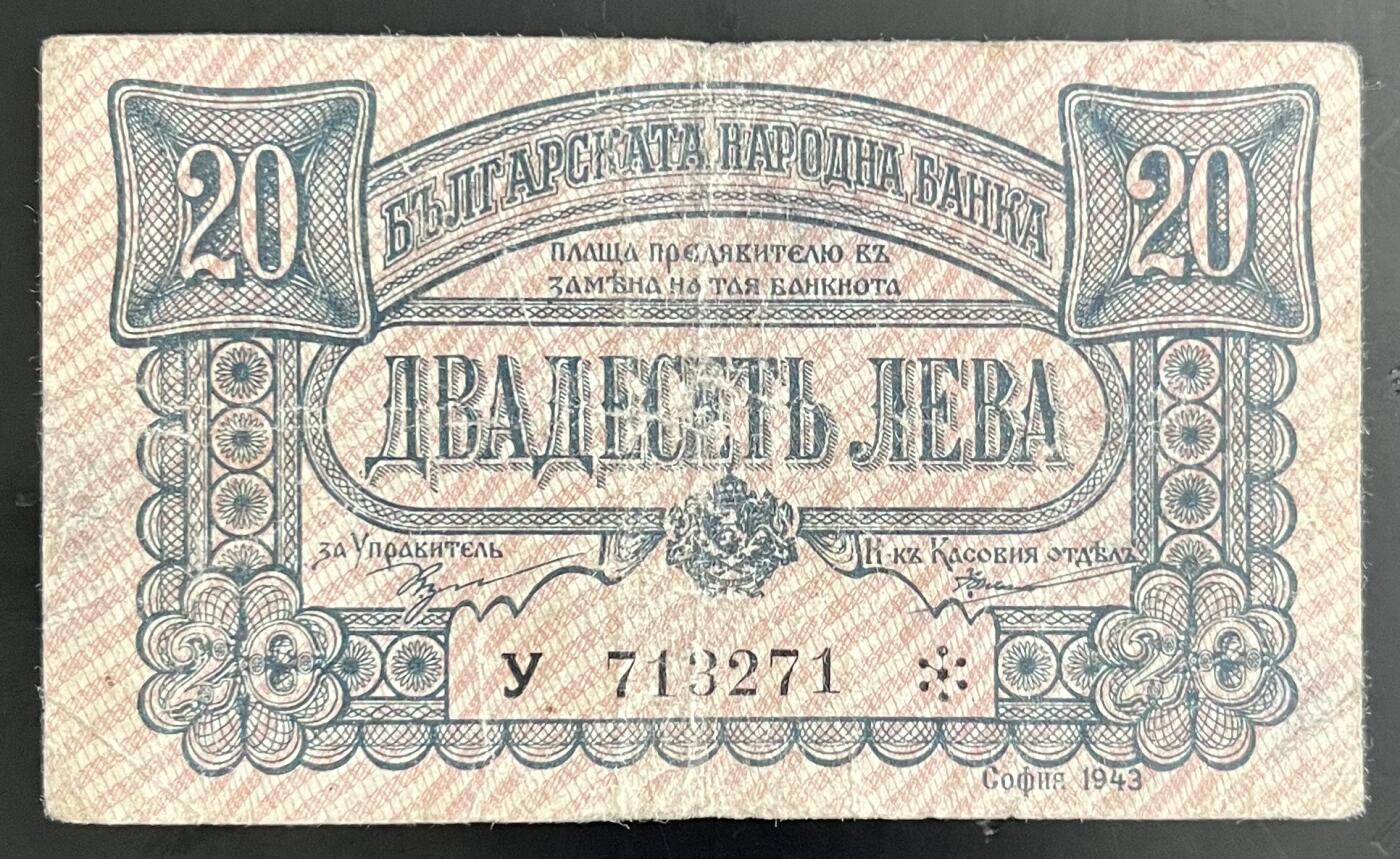 20
20
БЪЛГАРСКАТА НАРОДНА БАНКА
ПЛАЩА ПРЕДЯВИТЕЛЮ ВЪ
ЗАМѢНА НА ТАЯ БАНКНОТА
ДВАДЕСЕТЬ ЛЕВА
за Управитель
Н-къ Касовия отдѣлъ
20
У 713271
20
София 1943